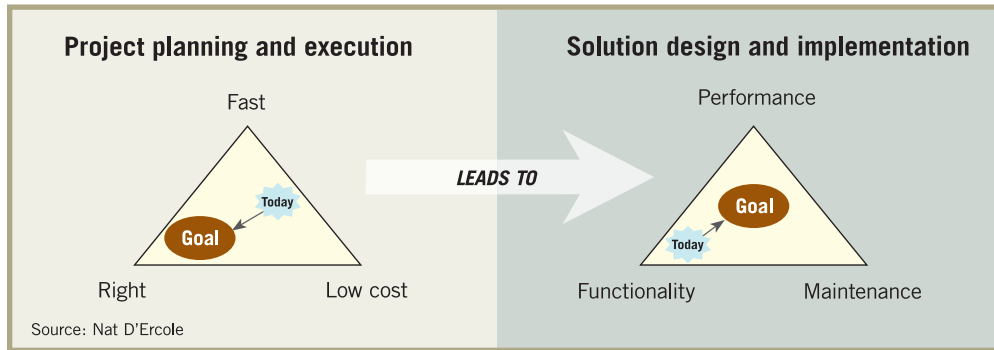 Project planning and execution
Fast
Today
Goal
Right
Low cost
Source: Nat D'Ercole
LEADS TO
Solution design and implementation
Performance
Goal
Today
Functionality
Maintenance